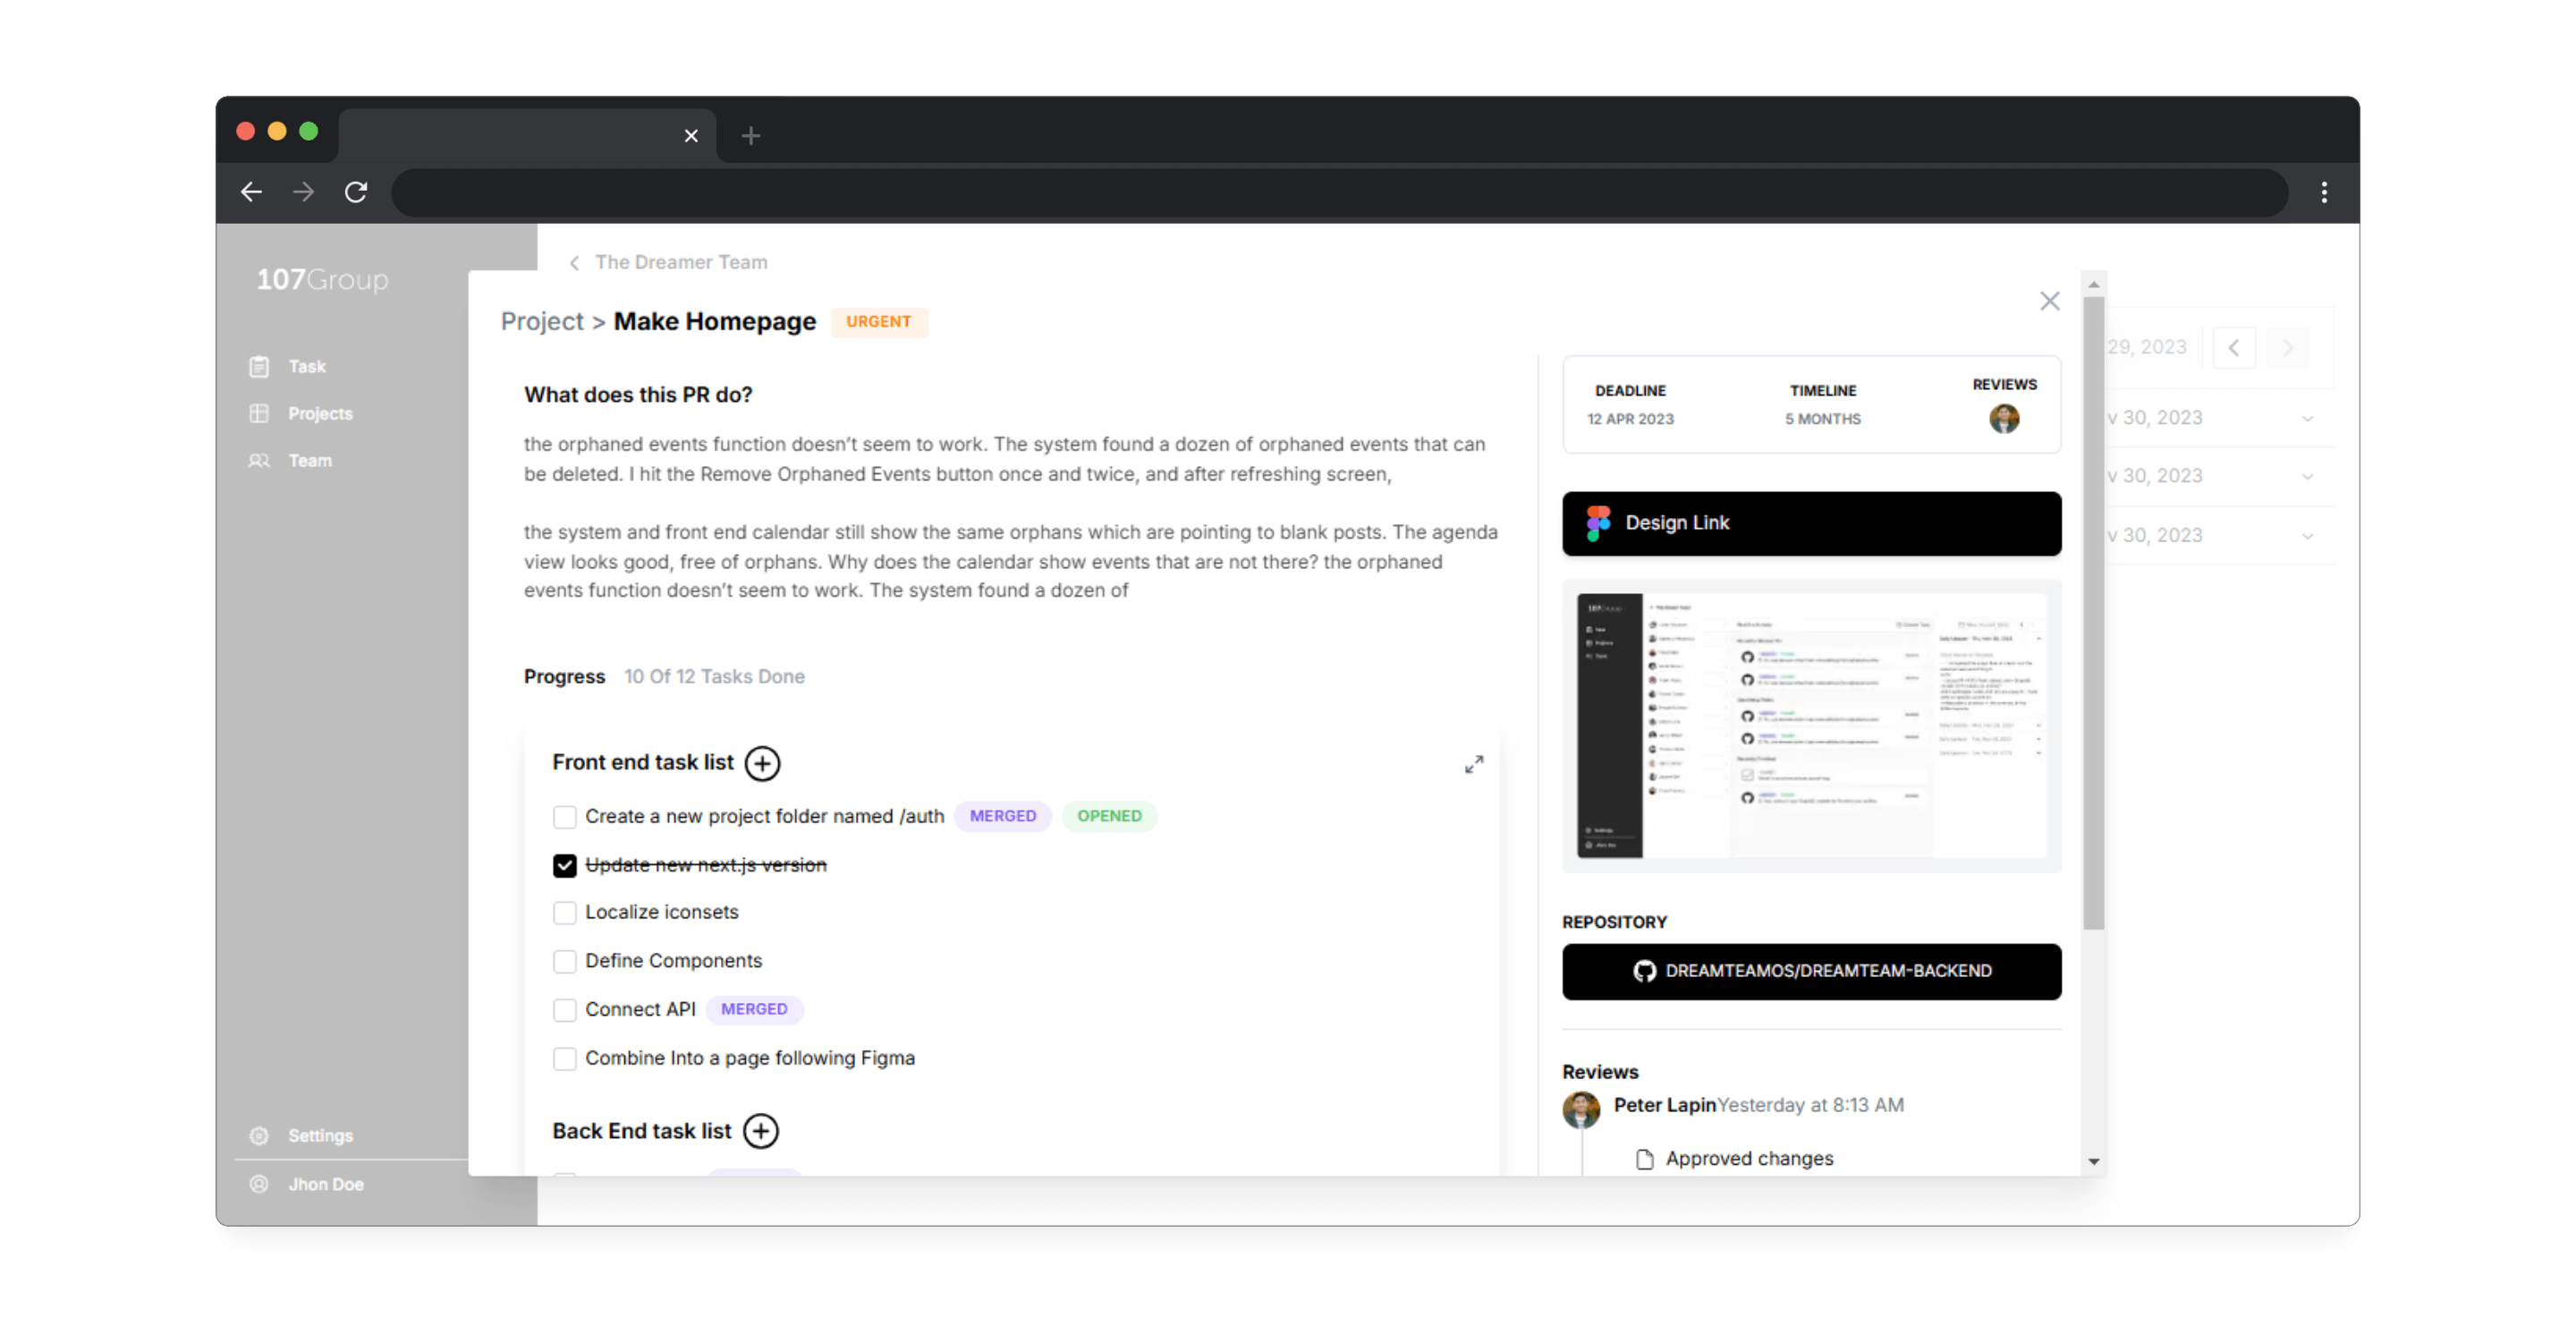 107Group
Task
Projects
Team
Settings
Jhon Doe
The Dreamer Team
Project > Make Homepage URGENT
What does this PR do?
the orphaned events function doesn’t seem to work. The system found a dozen of orphaned events that can
be deleted. I hit the Remove Orphaned Events button once and twice, and after refreshing screen,
the system and front end calendar still show the same orphans which are pointing to blank posts. The agenda
view looks good, free of orphans. Why does the calendar show events that are not there? the orphaned
events function doesn’t seem to work. The system found a dozen of
Progress 10 Of 12 Tasks Done
Front end task list
Create a new project folder named /auth MERGED OPENED
Update new next.js version
Localize iconsets
Define Components
Connect API MERGED
Combine Into a page following Figma
Back End task list
DEADLINE TIMELINE REVIEWS
12 APR 2023 5 MONTHS
Design Link
107Group
REPOSITORY
DREAMTEAMOS/DREAMTEAM-BACKEND
Reviews
Peter Lapin Yesterday at 8:13 AM
Approved changes
29, 2023
v 30, 2023
v 30, 2023
v 30, 2023